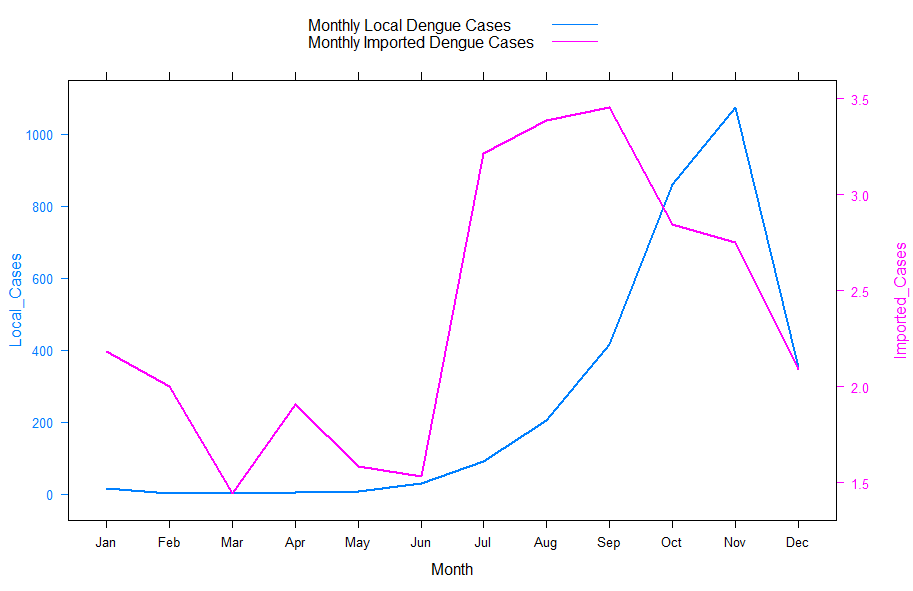 Monthly Local Dengue Cases
Monthly Imported Dengue Cases
3.5
1000
3.0
800
600
2.5
400
2.0
200
1.5
0
Local_Cases
Imported_Cases
Jan Feb Mar Apr May Jun Jul Aug Sep Oct Nov Dec
Month